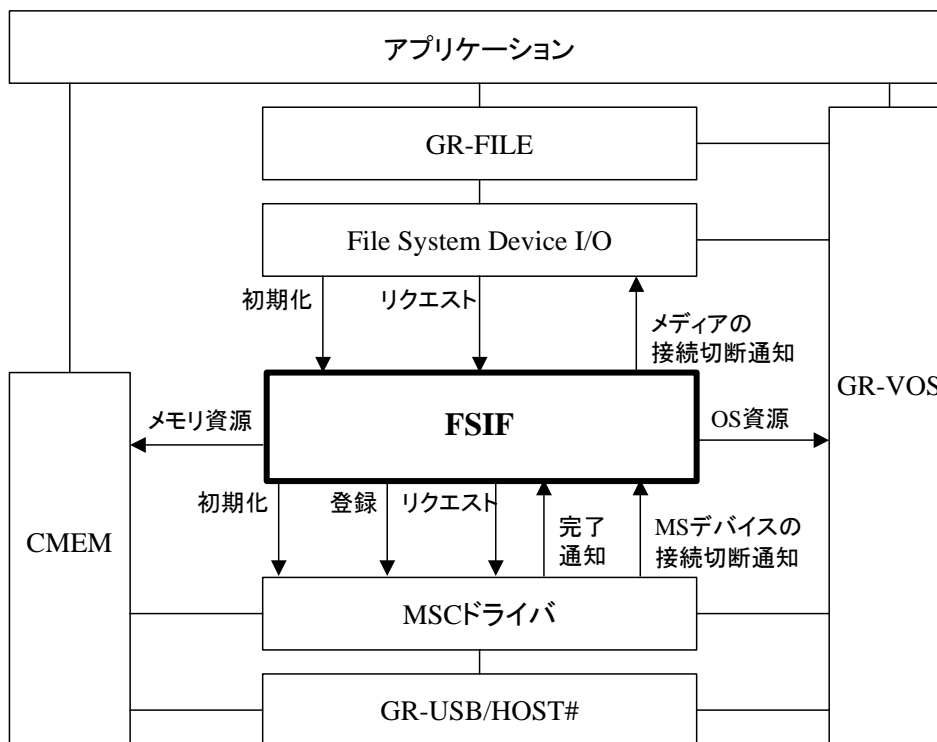 アプリケーション
GR-FILE
File System Device I/O
初期化
リクエスト
メディアの
接続切断通知
GR-VOS
メモリ資源
FSIF
OS資源
初期化
登録
リクエスト
完了
通知
MSデバイスの
接続切断通知
CMEM
MSCドライバ
GR-USB/HOST#